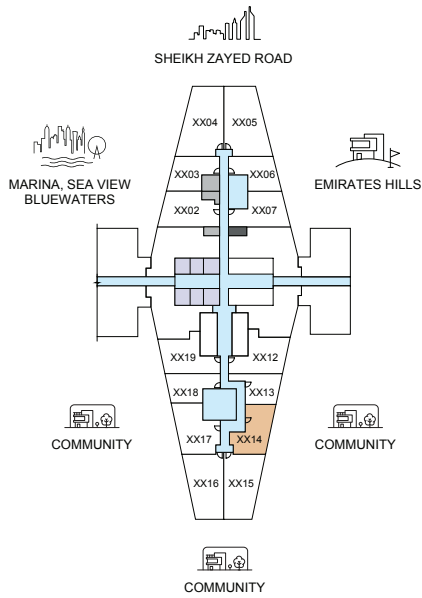 SHEIKH ZAYED ROAD
XX04
XX05
MARINA, SEA VIEW
BLUEWATERS
EMIRATES HILLS
XX03
XX06
XX02
XX07
XX19
XX12
XX18
XX13
COMMUNITY
COMMUNITY
XX17
XX14
XX16
XX15
COMMUNITY